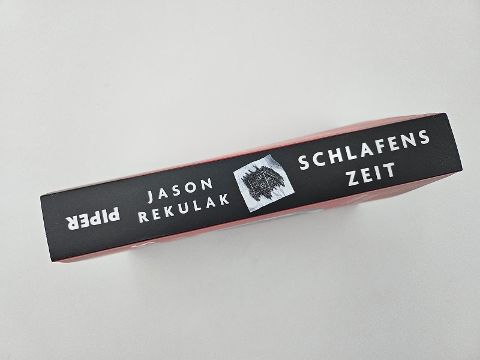 JASON
REKULAK
SCHLAFENS
ZEIT
PIPER